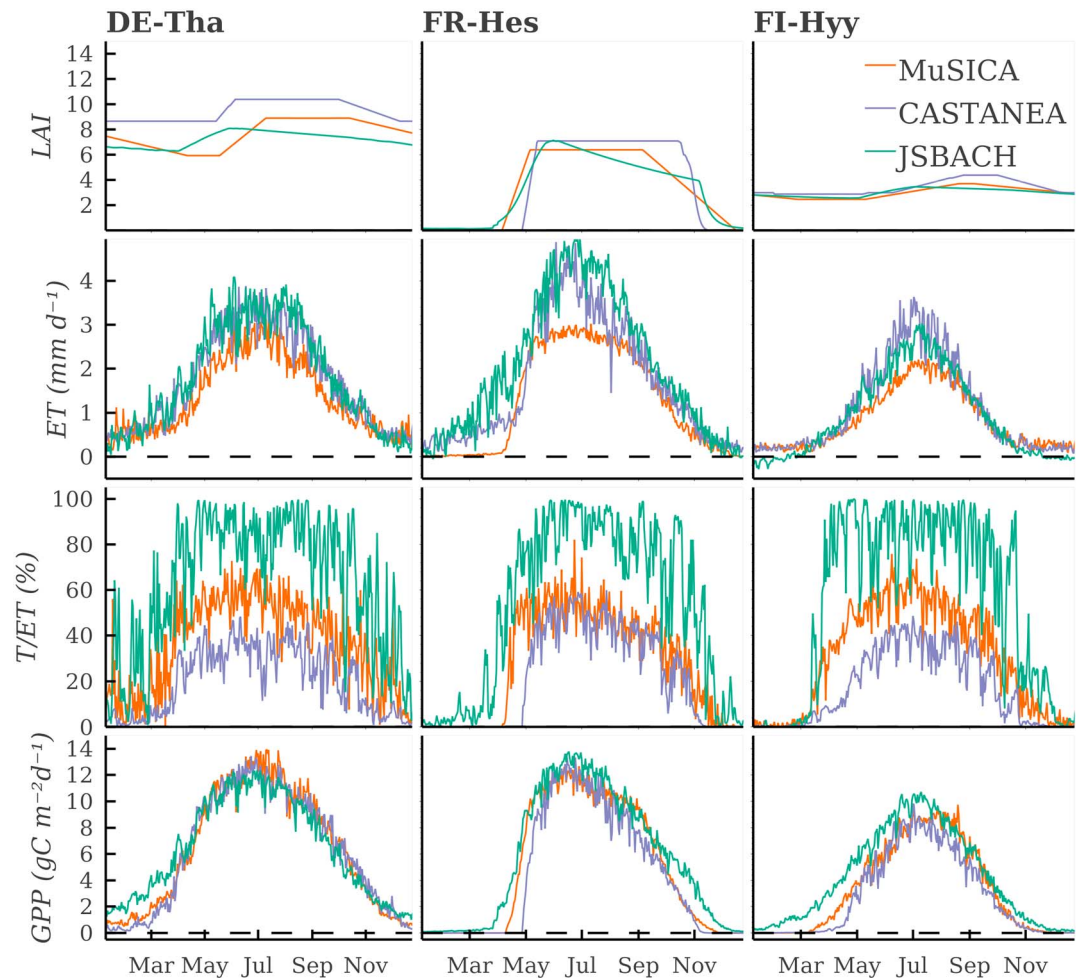 DE-Tha FR-Hes FI-Hyy
LAI
14
12
10
8
6
4
2
MuSICA
CASTANEA
JSBACH
ET (mm d⁻¹)
4
3
2
1
0
T/ET (%)
100
80
60
40
20
0
GPP (gC m⁻²d⁻¹)
14
12
10
8
6
4
2
0
Mar May Jul Sep Nov Mar May Jul Sep Nov Mar May Jul Sep Nov